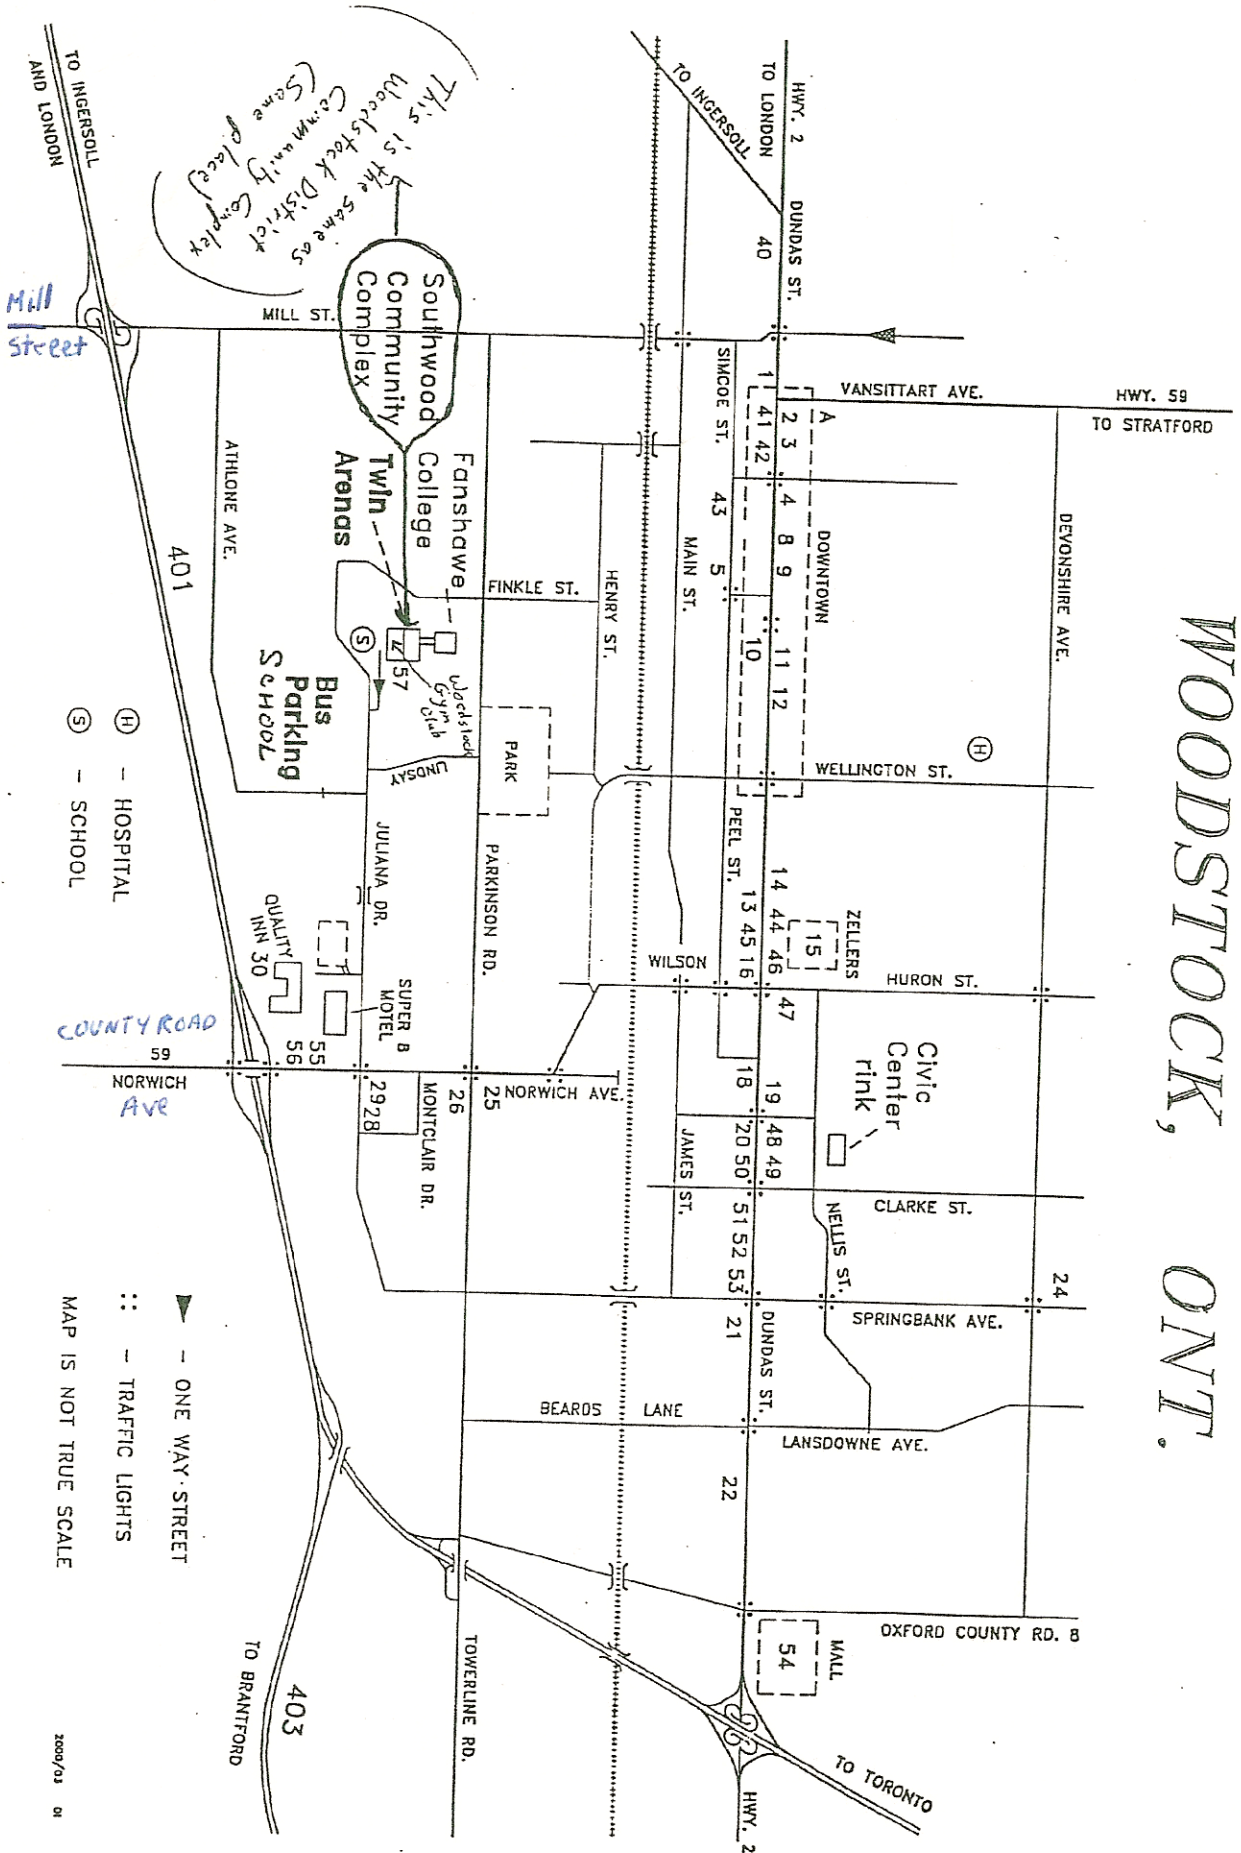 WOODSTOCK, ONT.
HWY. 2
TO LONDON
DUNDAS ST.
40
TO INGERSOLL
TO INGERSOLL
AND LONDON
This is the same as
Woodstock District
Community Complex
(Same place)
Mill
Street
MILL ST.
Southwood
Community
Complex
HWY. 59
TO STRATFORD
VANSITTART AVE.
A
1
2 3
41 42
SIMCOE ST.
4
8
9
43
5
DOWNTOWN
DEVONSHIRE AVE.
MAIN ST.
HENRY ST.
FINKLE ST.
Fanshawe
College
Twin
Arenas
ATHLONE AVE.
401
10
11
12
H
WELLINGTON ST.
PARK
57
Woodstock
Gym
Club
S
Bus
Parking
SCHOOL
LINDSAY
JULIANA DR.
PARKINSON RD.
PEEL ST.
14 44 46
13 45 16
ZELLERS
15
WILSON
HURON ST.
47
QUALITY
INN 30
SUPER 8
MOTEL
COUNTY ROAD
59
NORWICH
Ave
55
56
29 28
26
25
NORWICH AVE.
MONTCLAIR DR.
18
19
Civic
Center
rink
20 50
48 49
JAMES ST.
CLARKE ST.
51 52 53
NELLIS ST.
24
SPRINGBANK AVE.
21
DUNDAS ST.
BEARDS LANE
LANSDOWNE AVE.
22
OXFORD COUNTY RD. 8
MALL
54
TOWERLINE RD.
403
TO BRANTFORD
TO TORONTO
HWY. 2
H - HOSPITAL
S - SCHOOL
- ONE WAY STREET
- TRAFFIC LIGHTS
MAP IS NOT TRUE SCALE
2000/03 01